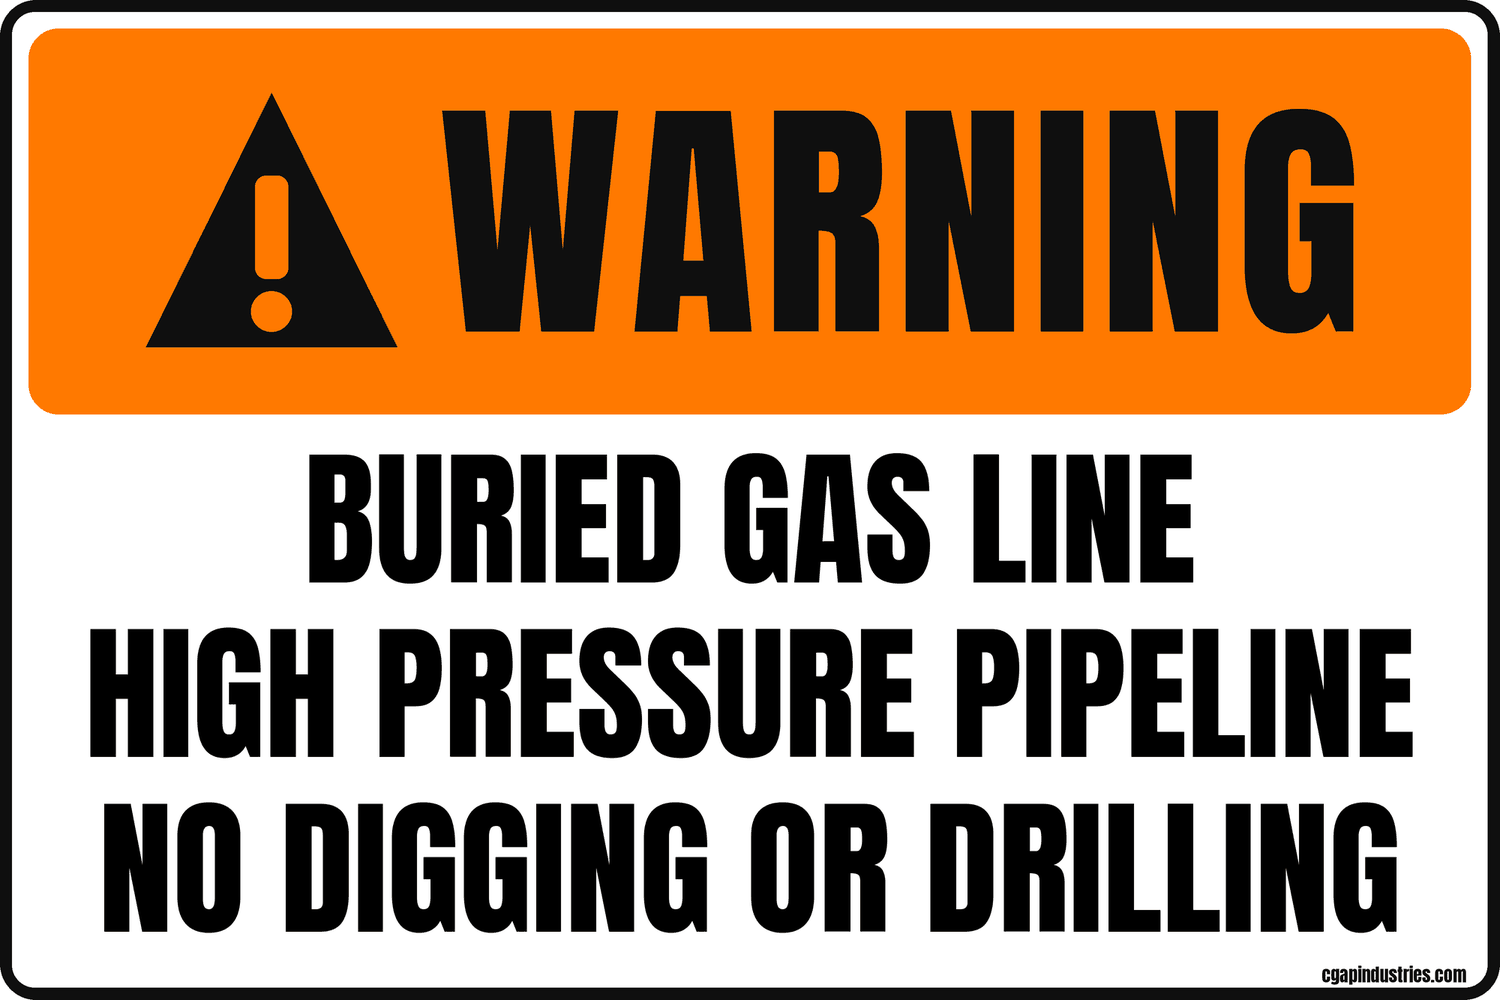 WARNING
BURIED GAS LINE
HIGH PRESSURE PIPELINE
NO DIGGING OR DRILLING
cgapindustries.com